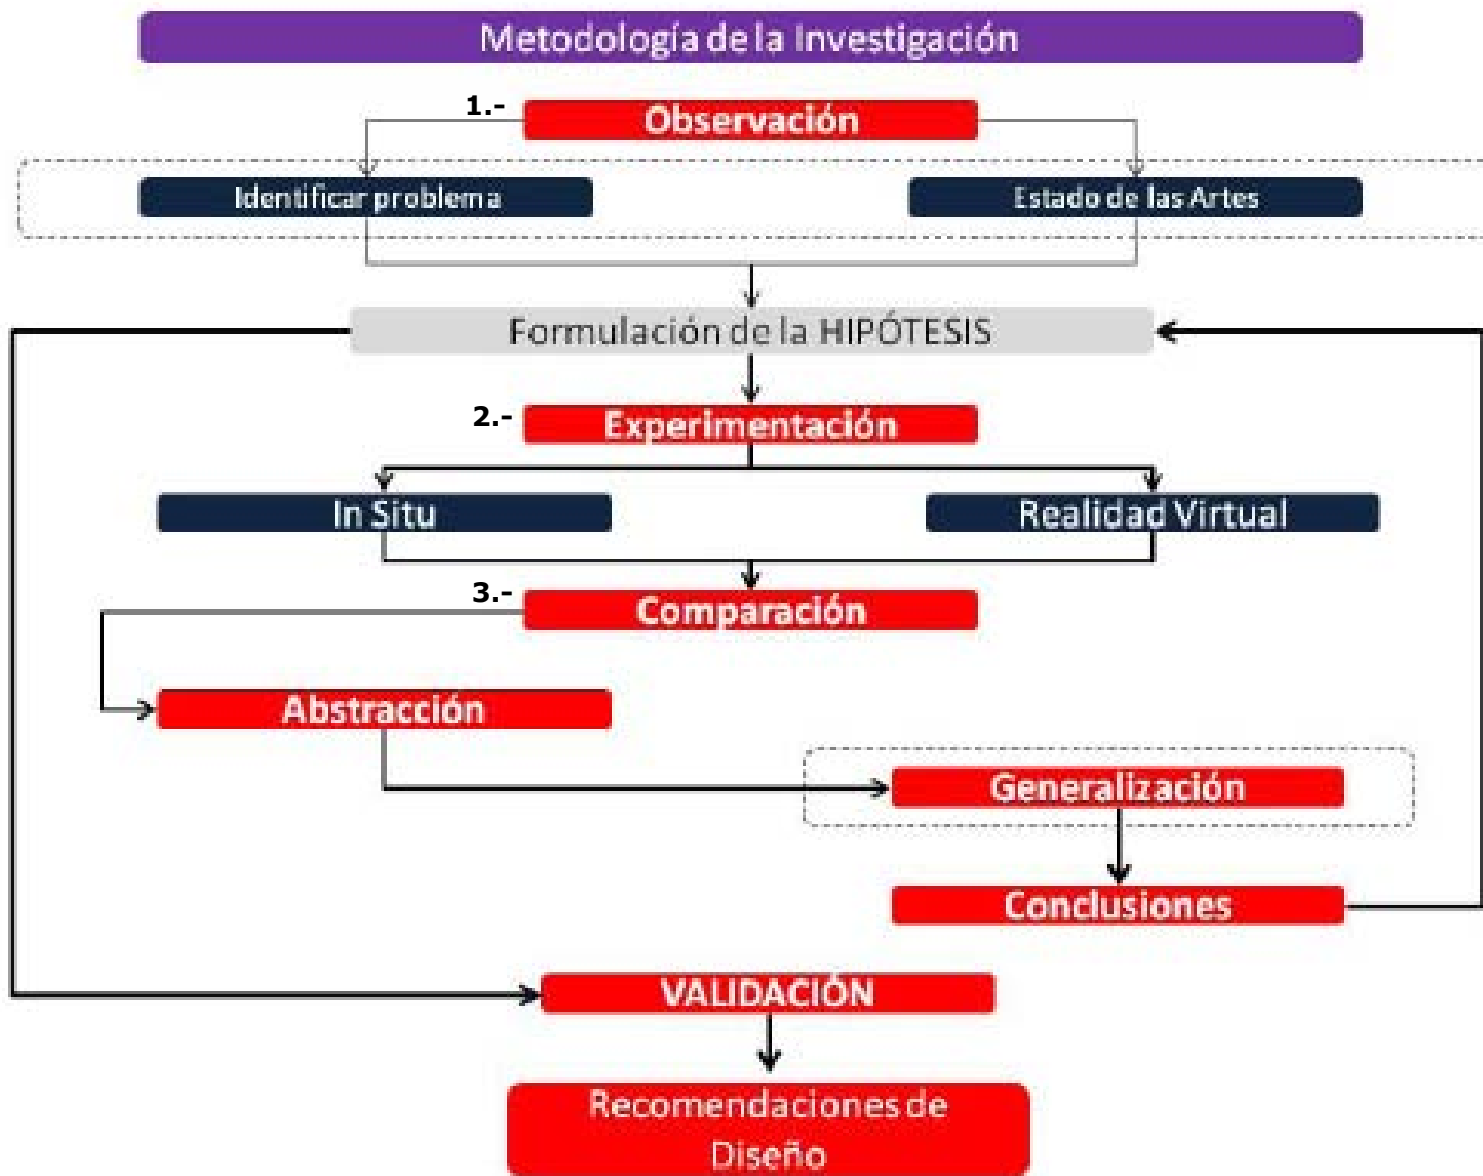 Metodología de la Investigación
1.- Observación
Identificar problema
Estado de las Artes
Formulación de la HIPÓTESIS
2.- Experimentación
In Situ
Realidad Virtual
3.- Comparación
Abstracción
Generalización
Conclusiones
VALIDACIÓN
Recomendaciones de
Diseño